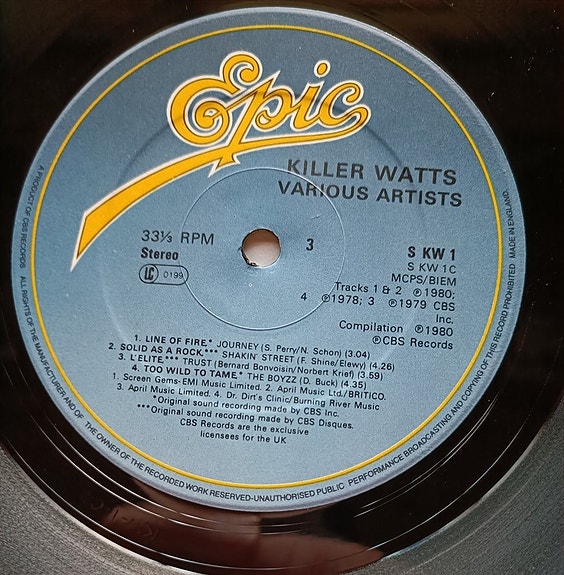 Epic
KILLER WATTS
VARIOUS ARTISTS
33⅓ RPM
Stereo
LC 0199
3
S KW 1
S KW 1C
MCPS/BIEM
Tracks 1 & 2 ℗1980;
4 ℗1978; 3 ℗1979 CBS
Inc.
Compilation ℗1980
℗CBS Records
1. LINE OF FIRE.* JOURNEY (S. Perry/N. Schon) (3.04)
2. SOLID AS A ROCK.*** SHAKIN' STREET (F. Shine/Elewy) (4.26)
3. L'ELITE.*** TRUST (Bernard Bonvoisin/Norbert Krief) (3.59)
4. TOO WILD TO TAME.* THE BOYZZ (D. Buck) (4.35)
1. Screen Gems-EMI Music Limited. 2. April Music Ltd./BRITICO.
3. April Music Limited. 4. Dr. Dirt's Clinic/Burning River Music
*Original sound recording made by CBS Inc.
***Original sound recording made by CBS Disques.
CBS Records are the exclusive
licensees for the UK
A PRODUCT OF CBS RECORDS ALL RIGHTS OF THE MANUFACTURER AND OF THE OWNER OF THE RECORDED WORK RESERVED-UNAUTHORISED PUBLIC PERFORMANCE BROADCASTING AND COPYING OF THIS RECORD PROHIBITED MADE IN ENGLAND.